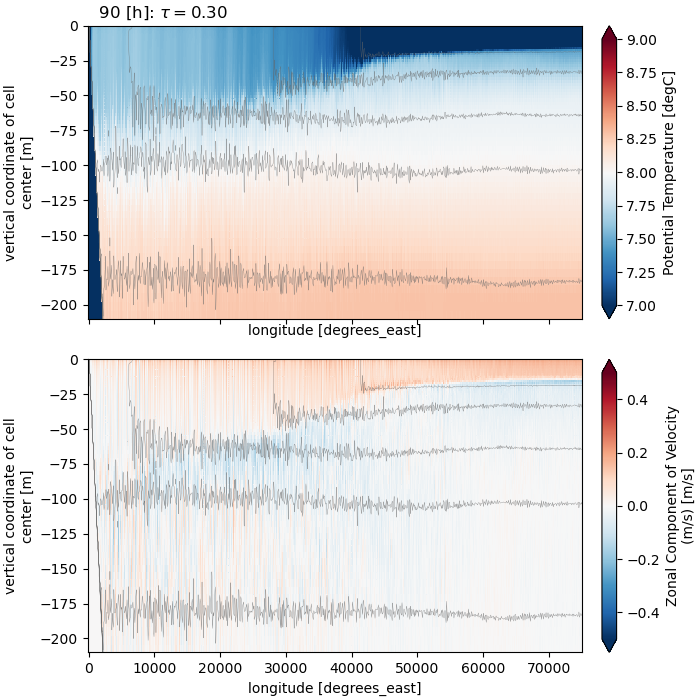 90 [h]: τ = 0.30
0
−25
−50
−75
−100
−125
−150
−175
−200
vertical coordinate of cell
center [m]
longitude [degrees_east]
9.00
8.75
8.50
8.25
8.00
7.75
7.50
7.25
7.00
Potential Temperature [degC]
0
−25
−50
−75
−100
−125
−150
−175
−200
vertical coordinate of cell
center [m]
0 10000 20000 30000 40000 50000 60000 70000
longitude [degrees_east]
0.4
0.2
0.0
−0.2
−0.4
Zonal Component of Velocity
(m/s) [m/s]